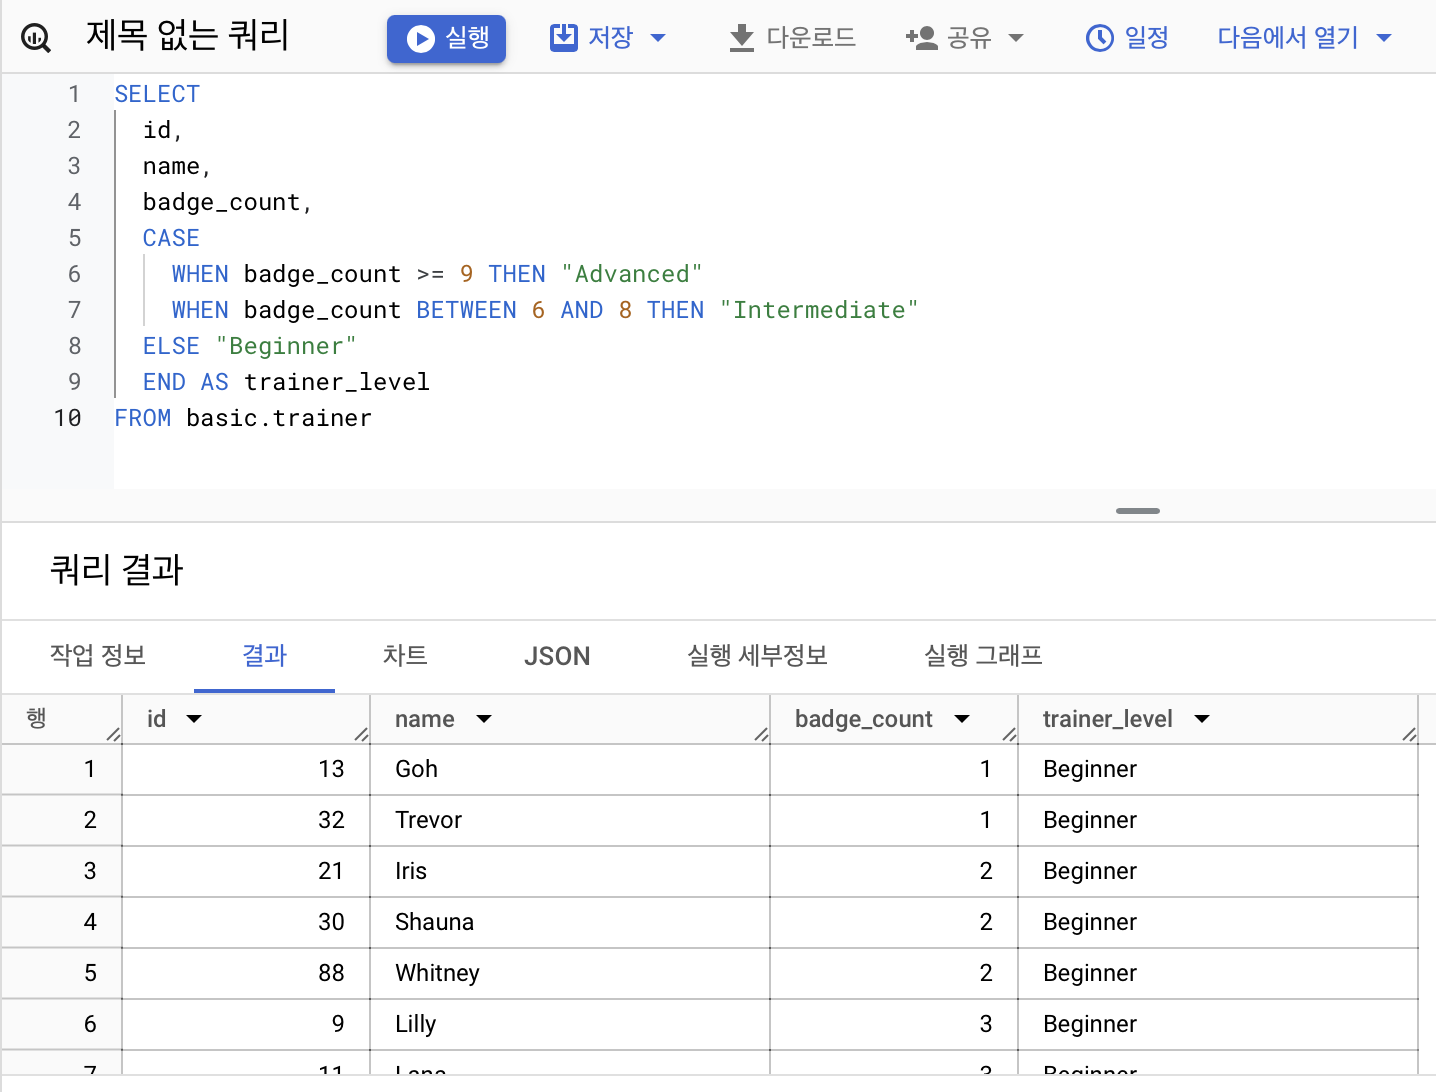 제목 없는 쿼리 실행 저장 다운로드 공유 일정 다음에서 열기
1 SELECT
2 id,
3 name,
4 badge_count,
5 CASE
6 WHEN badge_count >= 9 THEN "Advanced"
7 WHEN badge_count BETWEEN 6 AND 8 THEN "Intermediate"
8 ELSE "Beginner"
9 END AS trainer_level
10 FROM basic.trainer
쿼리 결과
작업 정보 결과 차트 JSON 실행 세부정보 실행 그래프
행 id name badge_count trainer_level
1 13 Goh 1 Beginner
2 32 Trevor 1 Beginner
3 21 Iris 2 Beginner
4 30 Shauna 2 Beginner
5 88 Whitney 2 Beginner
6 9 Lilly 3 Beginner
7 11 Lana 3 Beginner